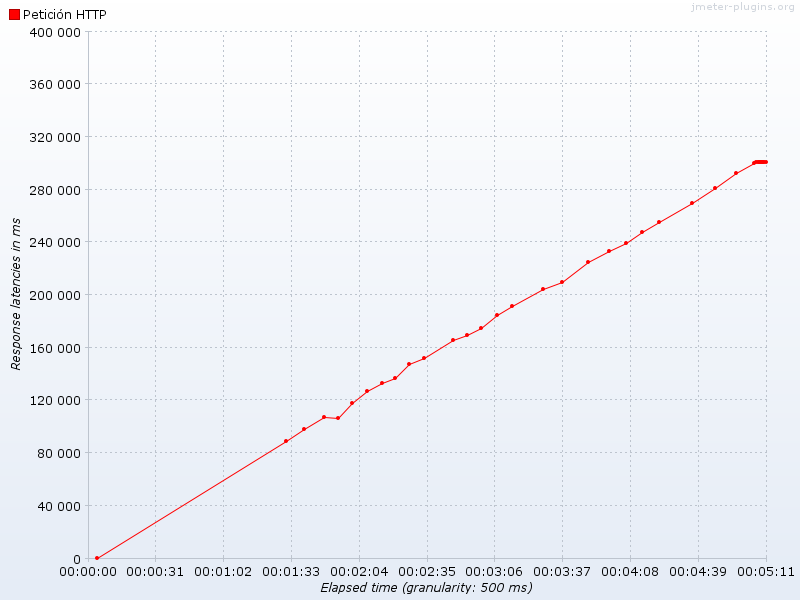 jmeter-plugins.org
Petición HTTP
400 000
360 000
320 000
280 000
240 000
200 000
160 000
120 000
80 000
40 000
0
Response latencies in ms
00:00:00 00:00:31 00:01:02 00:01:33 00:02:04 00:02:35 00:03:06 00:03:37 00:04:08 00:04:39 00:05:11
Elapsed time (granularity: 500 ms)